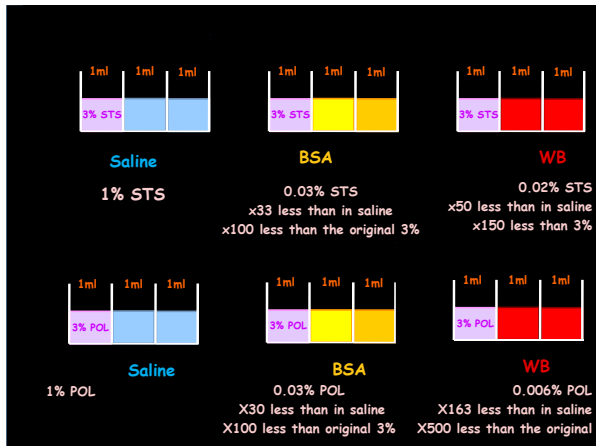 1ml 1ml 1ml
3% STS
Saline
1% STS
1ml 1ml 1ml
3% STS
BSA
0.03% STS
x33 less than in saline
x100 less than the original 3%
1ml 1ml 1ml
3% STS
WB
0.02% STS
x50 less than in saline
x150 less than 3%
1ml 1ml 1ml
3% POL
Saline
1% POL
1ml 1ml 1ml
3% POL
BSA
0.03% POL
X30 less than in saline
X100 less than original 3%
1ml 1ml 1ml
3% POL
WB
0.006% POL
X163 less than in saline
X500 less than the original